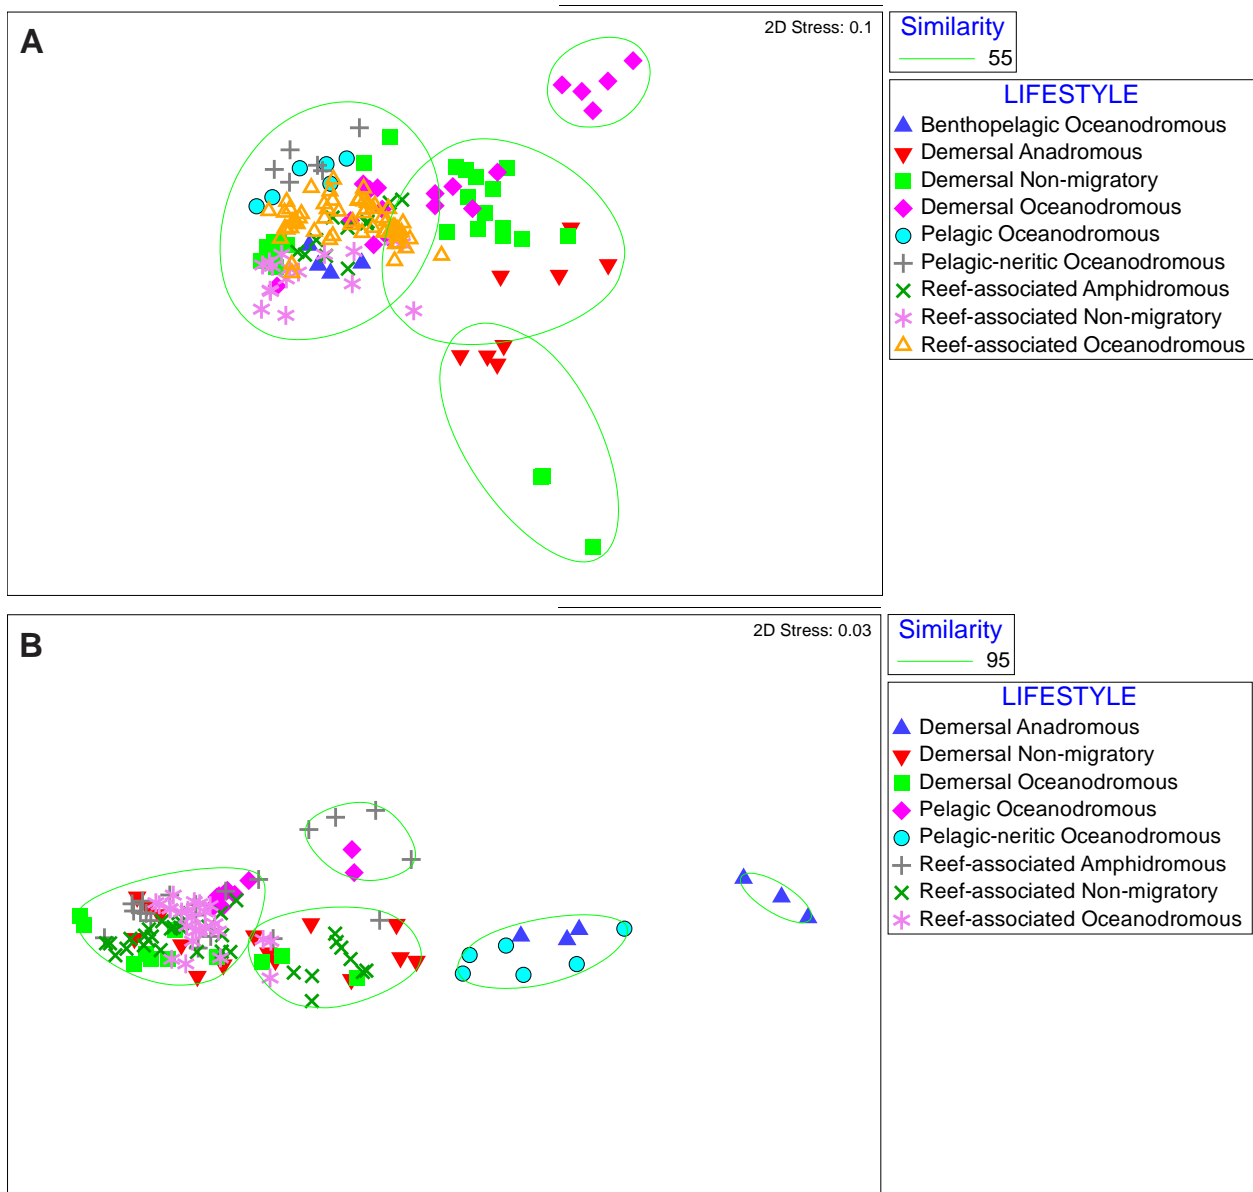 A
2D Stress: 0.1
Similarity
55
LIFESTYLE
Benthopelagic Oceanodromous
Demersal Anadromous
Demersal Non-migratory
Demersal Oceanodromous
Pelagic Oceanodromous
Pelagic-neritic Oceanodromous
Reef-associated Amphidromous
Reef-associated Non-migratory
Reef-associated Oceanodromous
B
2D Stress: 0.03
Similarity
95
LIFESTYLE
Demersal Anadromous
Demersal Non-migratory
Demersal Oceanodromous
Pelagic Oceanodromous
Pelagic-neritic Oceanodromous
Reef-associated Amphidromous
Reef-associated Non-migratory
Reef-associated Oceanodromous